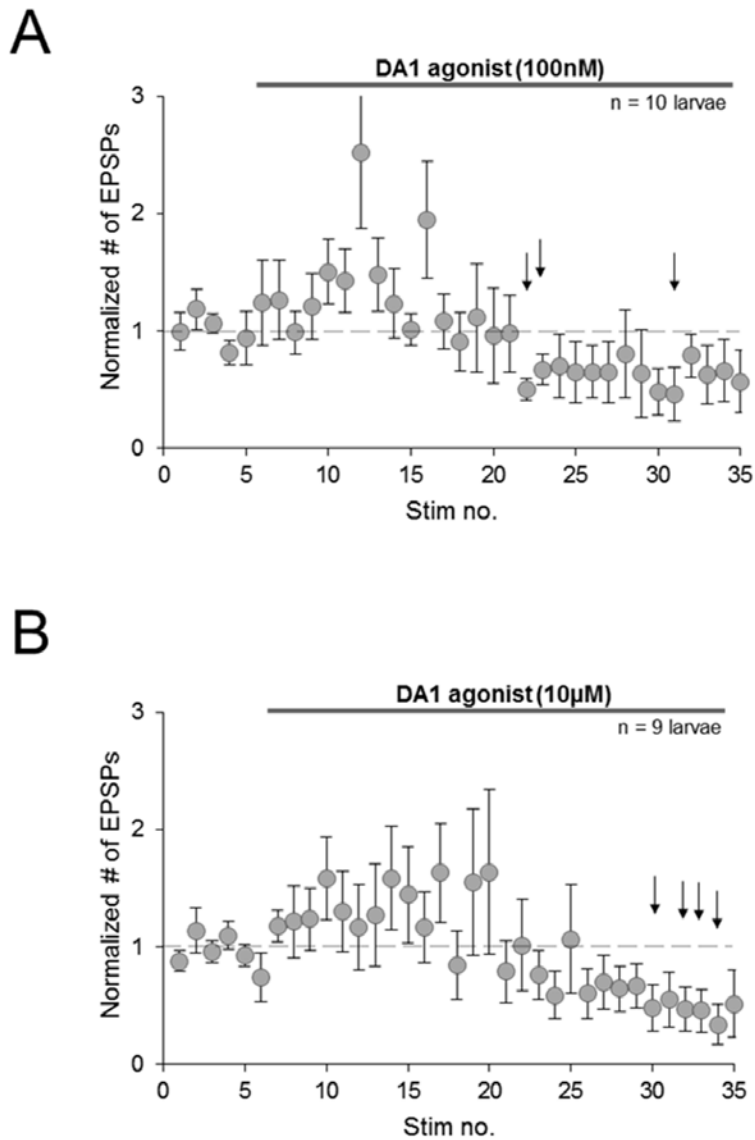 A
DA1 agonist (100nM)
n = 10 larvae
3
2
1
0
Normalized # of EPSPs
0 5 10 15 20 25 30 35
Stim no.
B
DA1 agonist (10µM)
n = 9 larvae
3
2
1
0
Normalized # of EPSPs
0 5 10 15 20 25 30 35
Stim no.